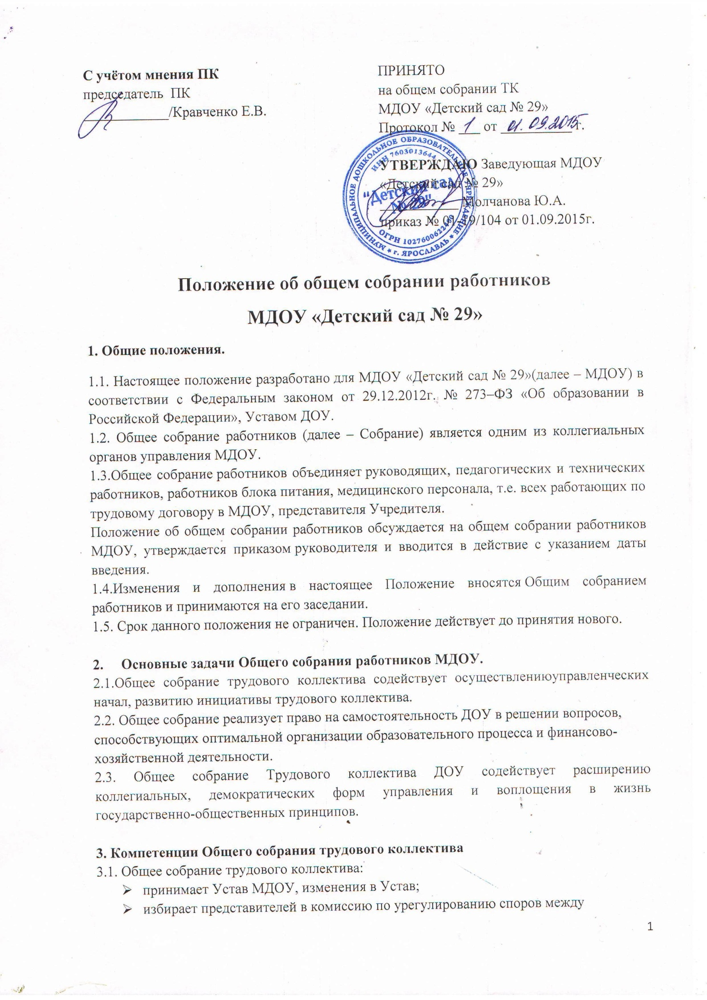 С учётом мнения ПК
председатель ПК
____________/Кравченко Е.В.
ПРИНЯТО
на общем собрании ТК
МДОУ «Детский сад № 29»
Протокол № 1 от 01.09.2015 г.
УТВЕРЖДАЮ Заведующая МДОУ
«Детский сад № 29»
___________ Молчанова Ю.А.
приказ № 01-19/104 от 01.09.2015г.
МУНИЦИПАЛЬНОЕ ДОШКОЛЬНОЕ ОБРАЗОВАТЕЛЬНОЕ УЧРЕЖДЕНИЕ * г. ЯРОСЛАВЛЬ *
ИНН 7603013644
"Детский сад
№ 29"
ОГРН 1027600622400
Положение об общем собрании работников
МДОУ «Детский сад № 29»
1. Общие положения.
1.1. Настоящее положение разработано для МДОУ «Детский сад № 29»(далее – МДОУ) в
соответствии с Федеральным законом от 29.12.2012г. № 273–ФЗ «Об образовании в
Российской Федерации», Уставом ДОУ.
1.2. Общее собрание работников (далее – Собрание) является одним из коллегиальных
органов управления МДОУ.
1.3.Общее собрание работников объединяет руководящих, педагогических и технических
работников, работников блока питания, медицинского персонала, т.е. всех работающих по
трудовому договору в МДОУ, представителя Учредителя.
Положение об общем собрании работников обсуждается на общем собрании работников
МДОУ, утверждается приказом руководителя и вводится в действие с указанием даты
введения.
1.4.Изменения и дополнения в настоящее Положение вносятся Общим собранием
работников и принимаются на его заседании.
1.5. Срок данного положения не ограничен. Положение действует до принятия нового.
2. Основные задачи Общего собрания работников МДОУ.
2.1.Общее собрание трудового коллектива содействует осуществлениюуправленческих
начал, развитию инициативы трудового коллектива.
2.2. Общее собрание реализует право на самостоятельность ДОУ в решении вопросов,
способствующих оптимальной организации образовательного процесса и финансово-
хозяйственной деятельности.
2.3. Общее собрание Трудового коллектива ДОУ содействует расширению
коллегиальных, демократических форм управления и воплощения в жизнь
государственно-общественных принципов.
3. Компетенции Общего собрания трудового коллектива
3.1. Общее собрание трудового коллектива:
➢ принимает Устав МДОУ, изменения в Устав;
➢ избирает представителей в комиссию по урегулированию споров между
1